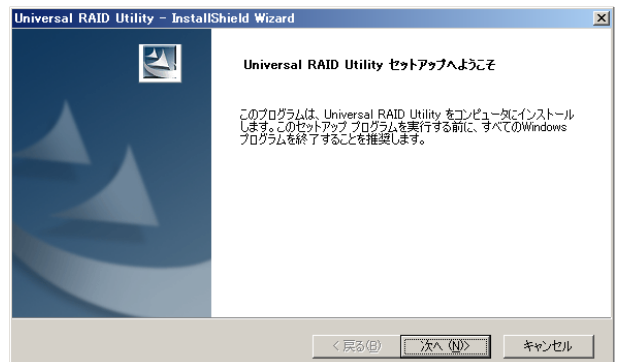 Universal RAID Utility - InstallShield Wizard
Universal RAID Utility セットアップへようこそ
このプログラムは、Universal RAID Utility をコンピュータにインストール
します。このセットアップ プログラムを実行する前に、すべてのWindows
プログラムを終了することを推奨します。
< 戻る(B)
次へ (N)>
キャンセル